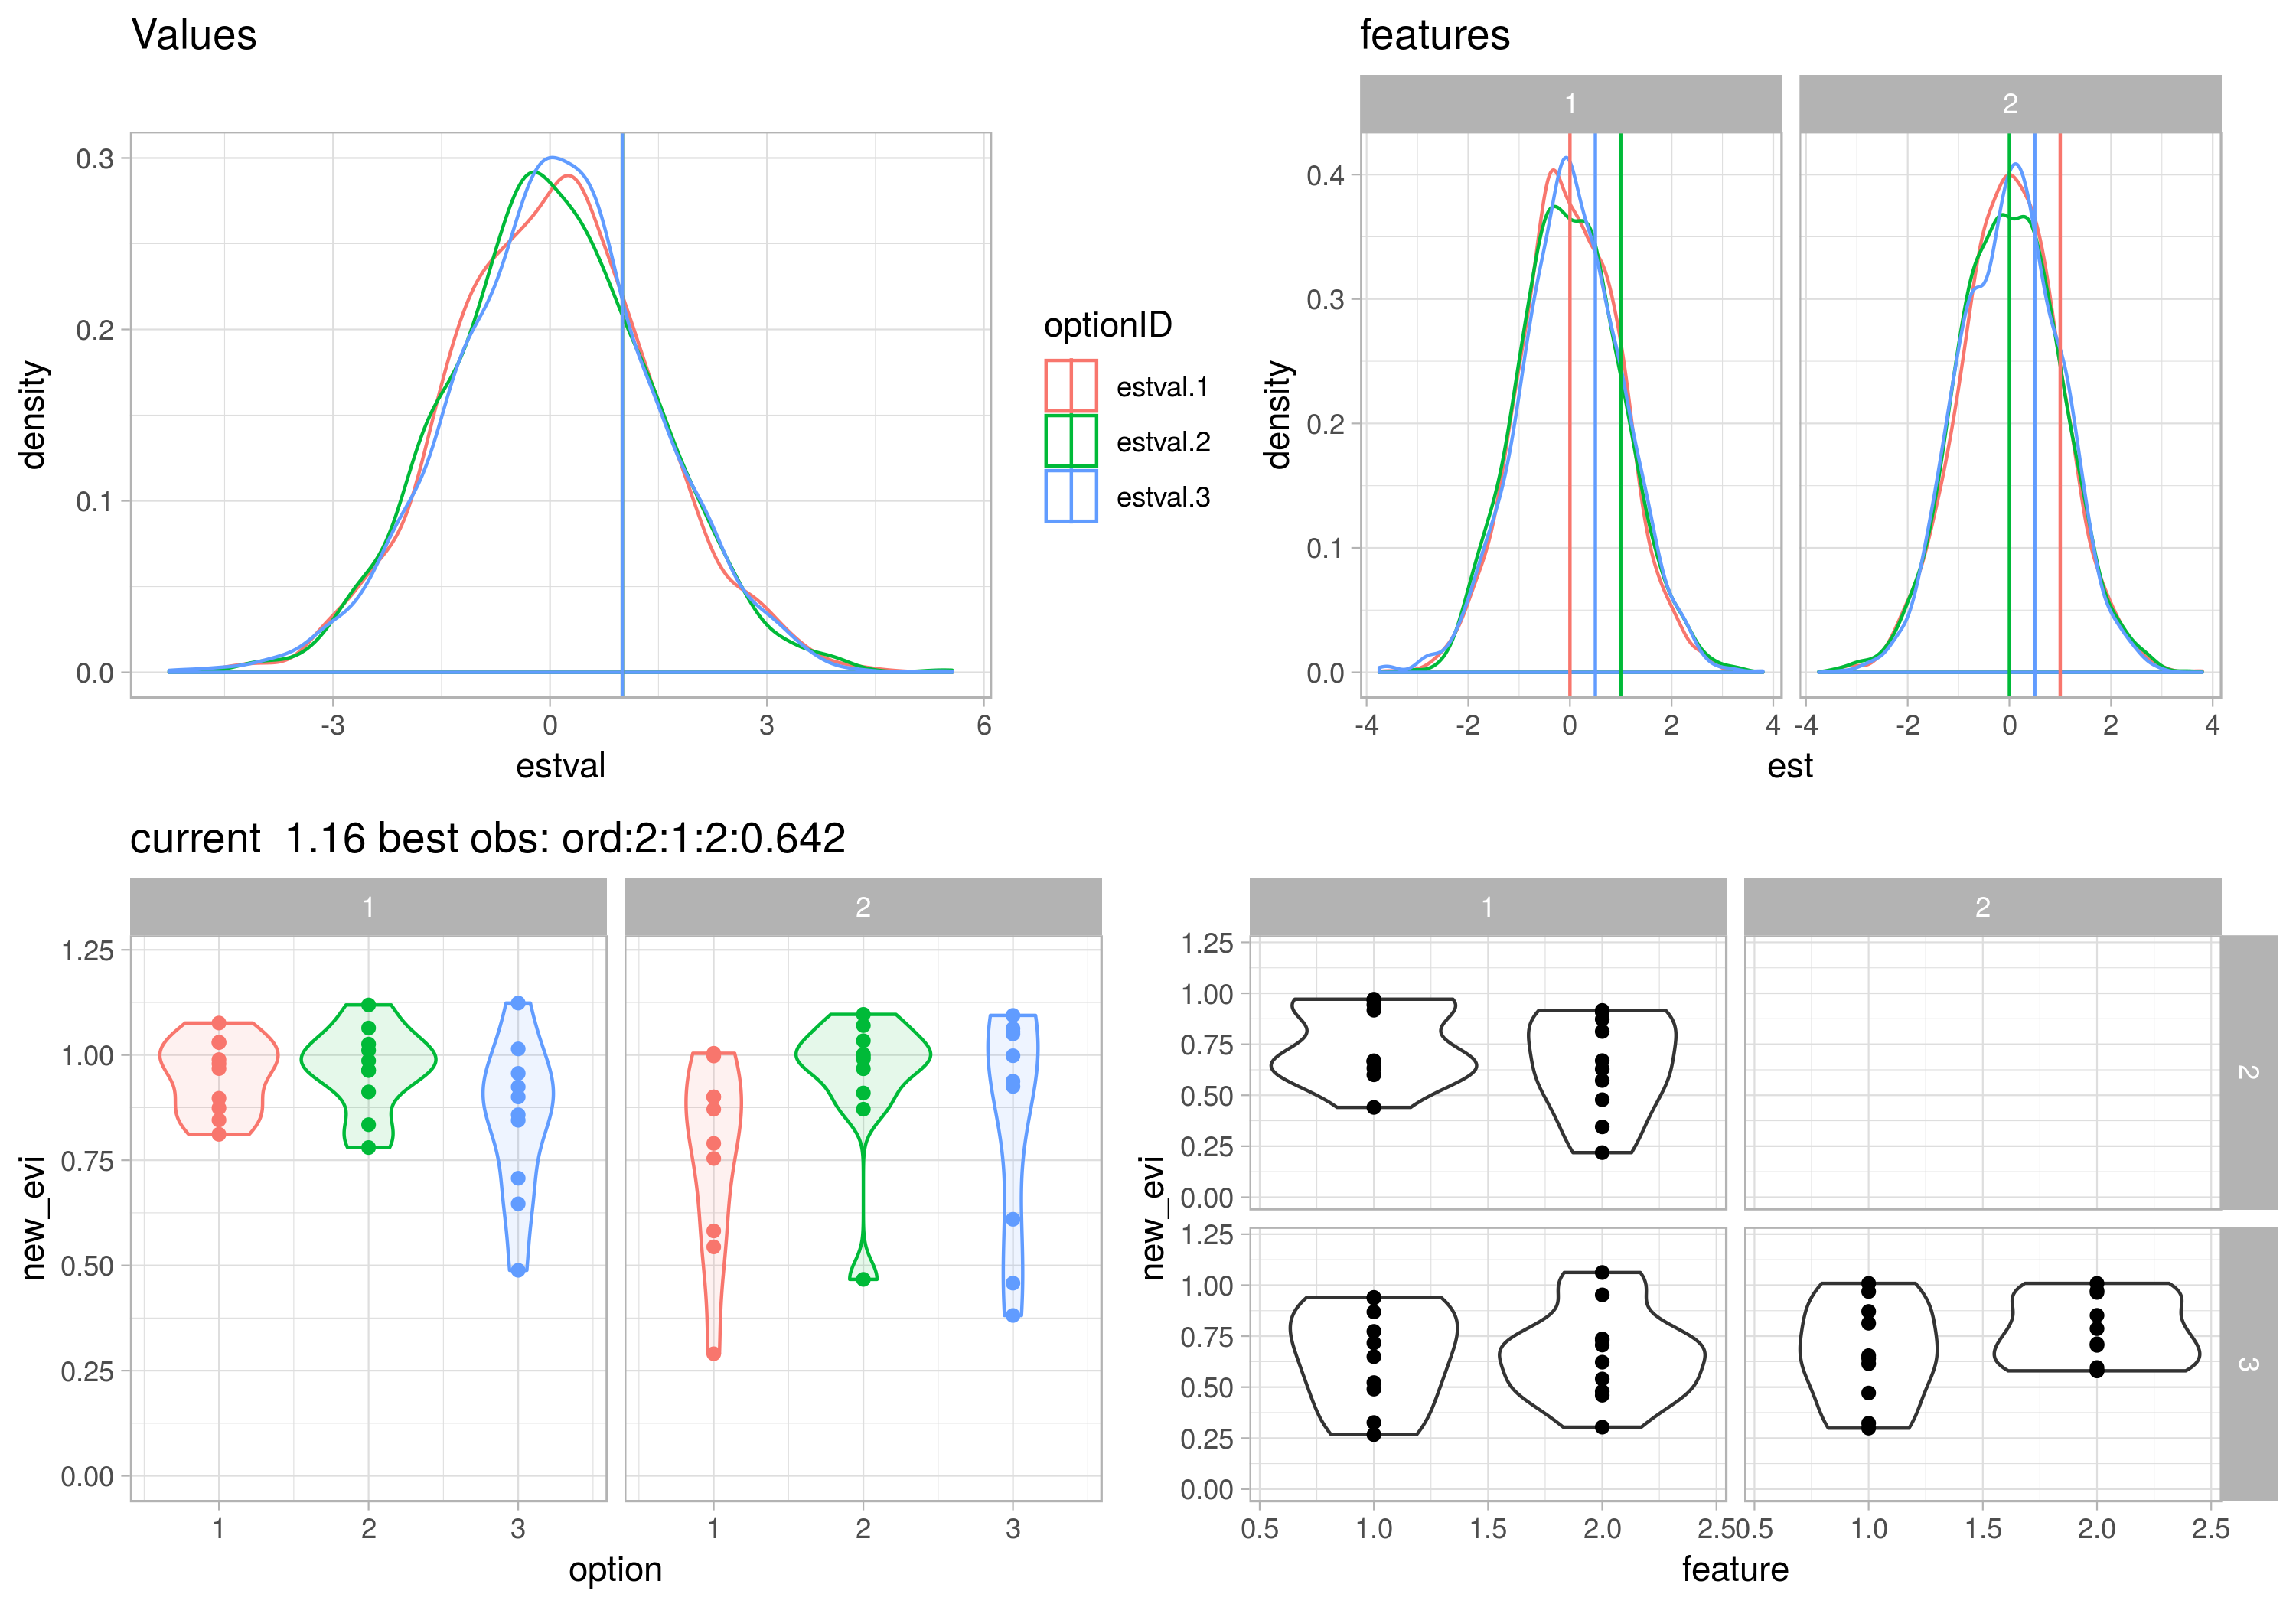 Values
0.3
0.2
0.1
0.0
density
-3 0 3 6
estval
optionID
estval.1
estval.2
estval.3
features
1 2
0.4
0.3
0.2
0.1
0.0
density
-4 -2 0 2 4 -4 -2 0 2 4
est
current  1.16 best obs: ord:2:1:2:0.642
1 2
1.25
1.00
0.75
0.50
0.25
0.00
new_evi
1 2 3 1 2 3
option
1 2
1.25
1.00
0.75
0.50
0.25
0.00
2
1.25
1.00
0.75
0.50
0.25
0.00
3
new_evi
0.5 1.0 1.5 2.0 2.5 0.5 1.0 1.5 2.0 2.5
feature